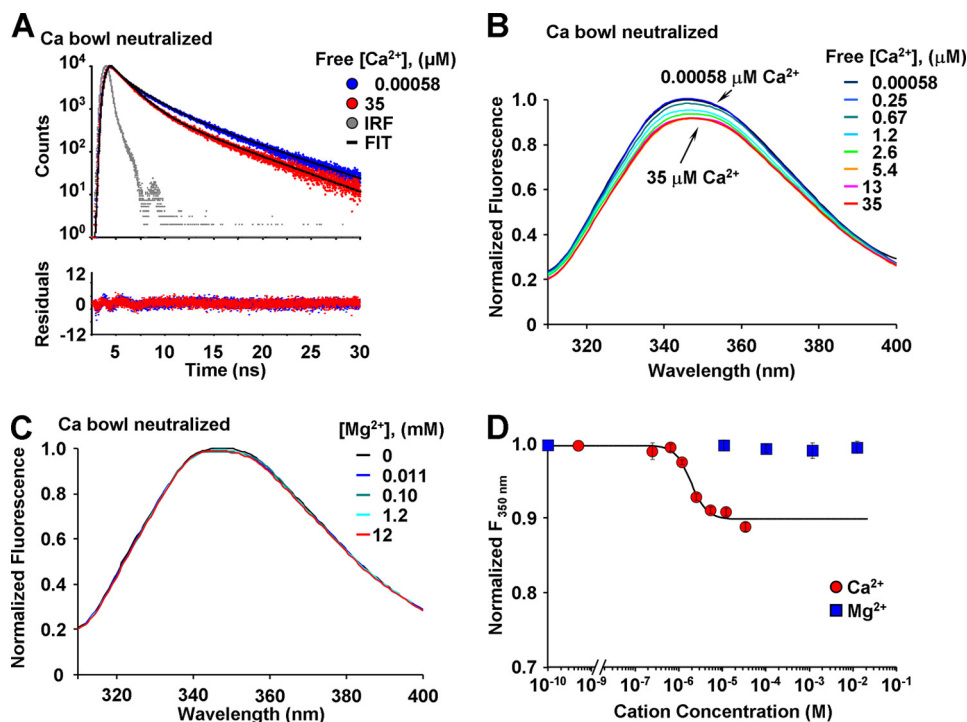 A
Ca bowl neutralized
Free [Ca²⁺], (µM)
0.00058
35
IRF
FIT
Counts
10⁴
10³
10²
10¹
10⁰
Residuals
12
0
-12
5
10
15
20
25
30
Time (ns)
B
Ca bowl neutralized
Free [Ca²⁺], (µM)
0.00058
0.25
0.67
1.2
2.6
5.4
13
35
0.00058 µM Ca²⁺
35 µM Ca²⁺
Normalized Fluorescence
1.0
0.8
0.6
0.4
0.2
0
320
340
360
380
400
Wavelength (nm)
C
Ca bowl neutralized
[Mg²⁺], (mM)
0
0.011
0.10
1.2
12
Normalized Fluorescence
1.0
0.8
0.6
0.4
0.2
0
320
340
360
380
400
Wavelength (nm)
D
Normalized F350 nm
1.0
0.9
0.8
0.7
Ca²⁺
Mg²⁺
10⁻¹⁰ 10⁻⁹ 10⁻⁷ 10⁻⁶ 10⁻⁵ 10⁻⁴ 10⁻³ 10⁻² 10⁻¹
Cation Concentration (M)